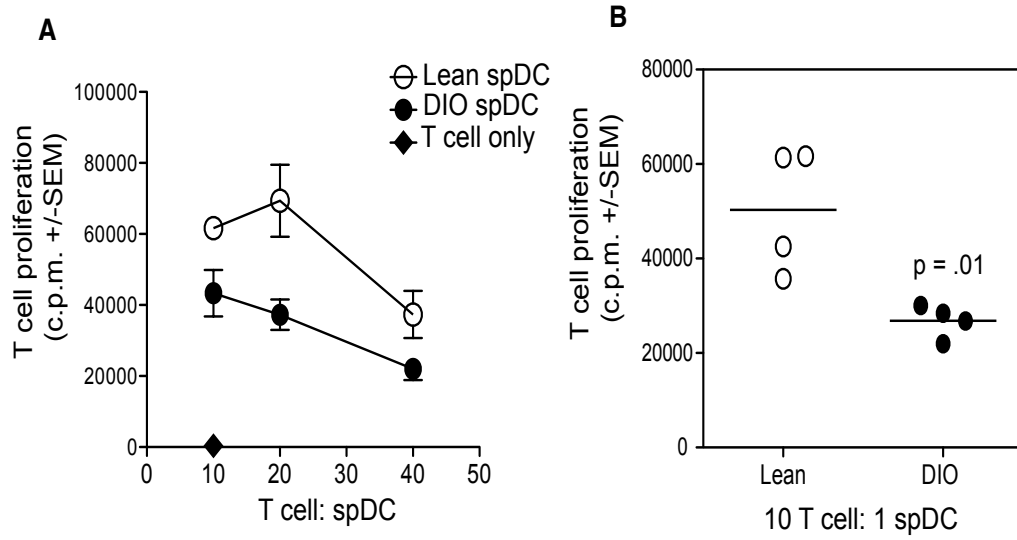 A
Lean spDC
DIO spDC
T cell only
T cell proliferation
(c.p.m. +/-SEM)
100000
80000
60000
40000
20000
0
0 10 20 30 40 50
T cell: spDC
B
T cell proliferation
(c.p.m. +/-SEM)
80000
60000
40000
20000
0
p = .01
Lean DIO
10 T cell: 1 spDC